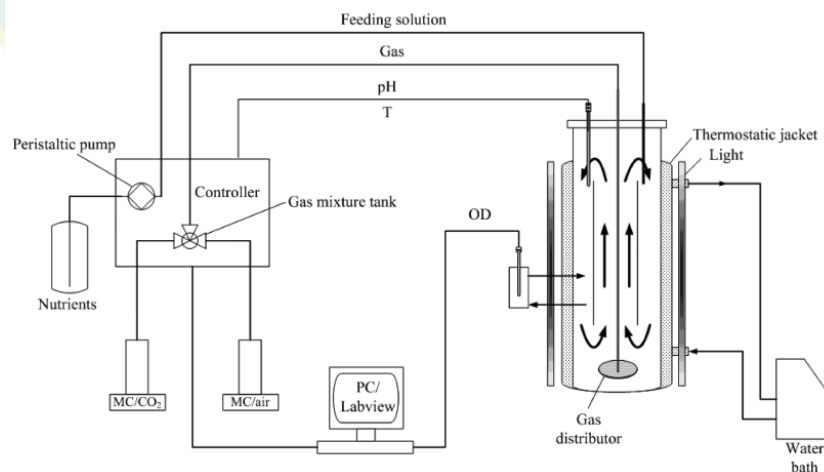 Feeding solution
Gas
pH
T
Peristaltic pump
Thermostatic jacket
Light
Controller
Gas mixture tank
OD
Nutrients
MC/CO₂
MC/air
PC/
Labview
Gas
distributor
Water
bath